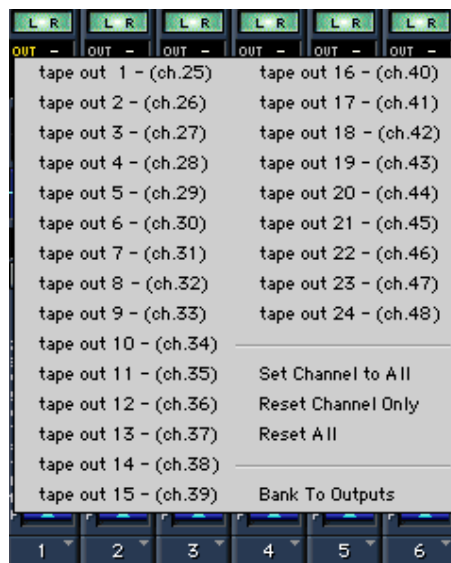 L R L R L R L R L R L R
OUT - OUT - OUT - OUT - OUT - OUT -
tape out 1 - (ch.25)
tape out 2 - (ch.26)
tape out 3 - (ch.27)
tape out 4 - (ch.28)
tape out 5 - (ch.29)
tape out 6 - (ch.30)
tape out 7 - (ch.31)
tape out 8 - (ch.32)
tape out 9 - (ch.33)
tape out 10 - (ch.34)
tape out 11 - (ch.35)
tape out 12 - (ch.36)
tape out 13 - (ch.37)
tape out 14 - (ch.38)
tape out 15 - (ch.39)
tape out 16 - (ch.40)
tape out 17 - (ch.41)
tape out 18 - (ch.42)
tape out 19 - (ch.43)
tape out 20 - (ch.44)
tape out 21 - (ch.45)
tape out 22 - (ch.46)
tape out 23 - (ch.47)
tape out 24 - (ch.48)
Set Channel to All
Reset Channel Only
Reset All
Bank To Outputs
1 2 3 4 5 6